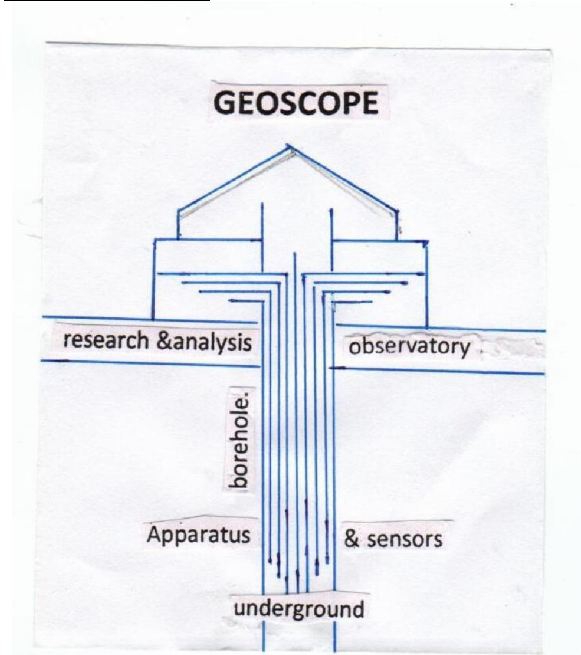 GEOSCOPE
research &analysis
observatory
borehole.
Apparatus
& sensors
underground